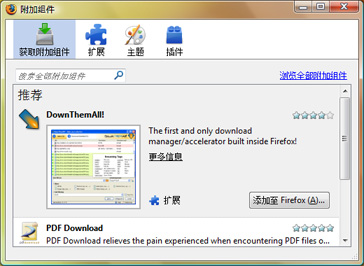 附加组件
获取附加组件 扩展 主题 插件
搜索全部附加组件 浏览全部附加组件
推荐
DownThemAll!
The first and only download
manager/accelerator built inside Firefox!
更多信息
扩展 添加至 Firefox (A)...
PDF Download
PDF Download relieves the pain experienced when encountering PDF files o...